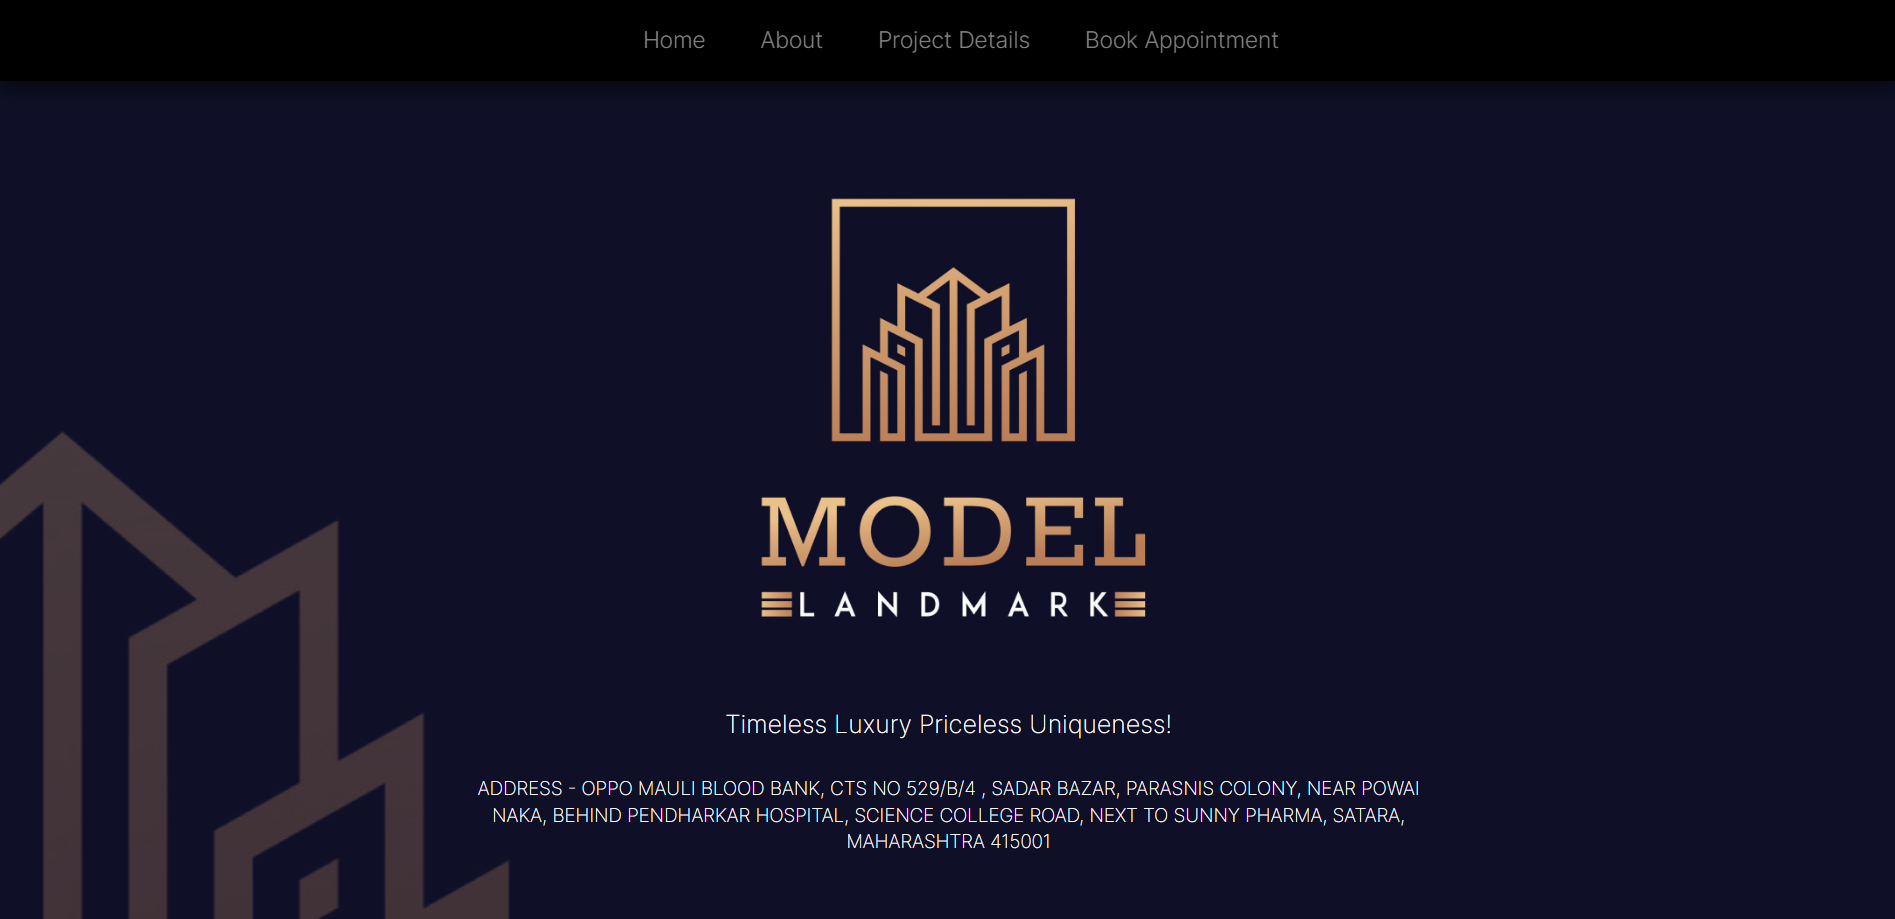 Home About Project Details Book Appointment
MODEL
LANDMARK
Timeless Luxury Priceless Uniqueness!
ADDRESS - OPPO MAULI BLOOD BANK, CTS NO 529/B/4 , SADAR BAZAR, PARASNIS COLONY, NEAR POWAI
NAKA, BEHIND PENDHARKAR HOSPITAL, SCIENCE COLLEGE ROAD, NEXT TO SUNNY PHARMA, SATARA,
MAHARASHTRA 415001